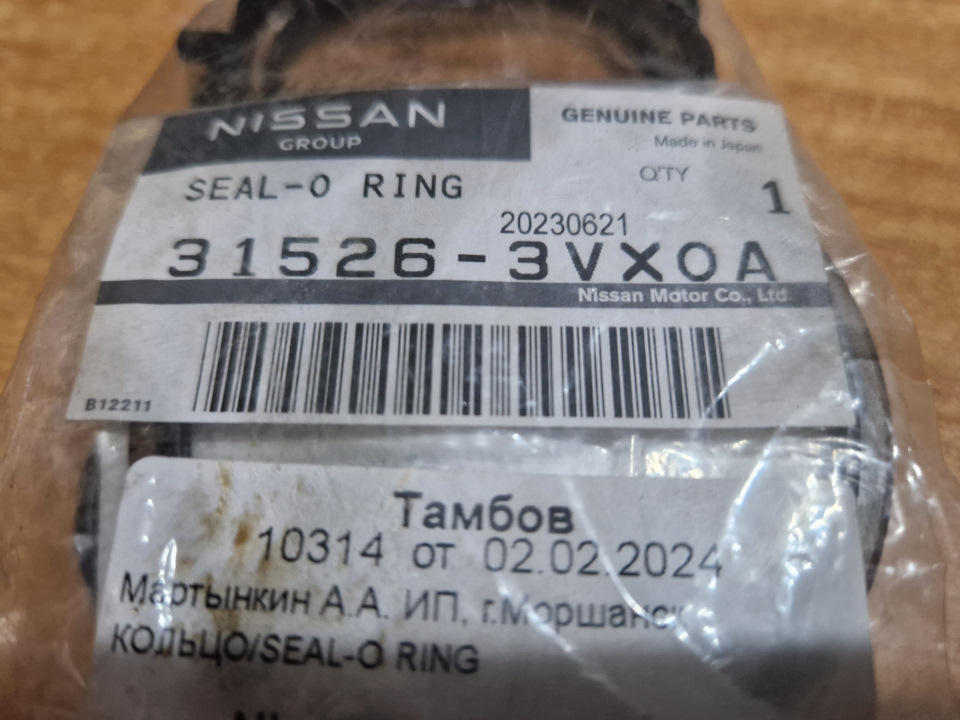 NISSAN
GROUP
GENUINE PARTS
Made in Japan
SEAL-O RING
Q'TY
1
20230621
31526-3VX0A
Nissan Motor Co., Ltd.
B12211
Тамбов
10314 от 02.02.2024
Мартынкин А.А. ИП, г.Моршанск
КОЛЬЦО/SEAL-O RING